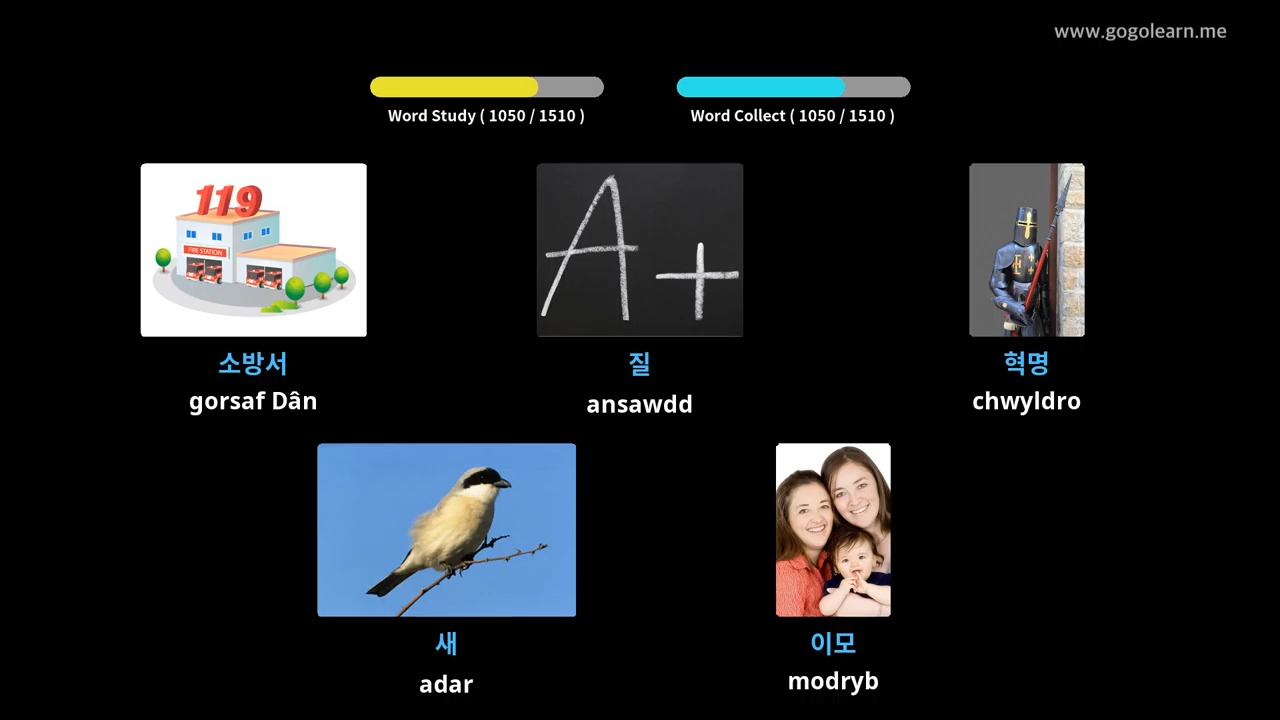 www.gogolearn.me
Word Study ( 1050 / 1510 )
Word Collect ( 1050 / 1510 )
119
FIRE STATION
A+
소방서
gorsaf Dân
질
ansawdd
혁명
chwyldro
새
adar
이모
modryb